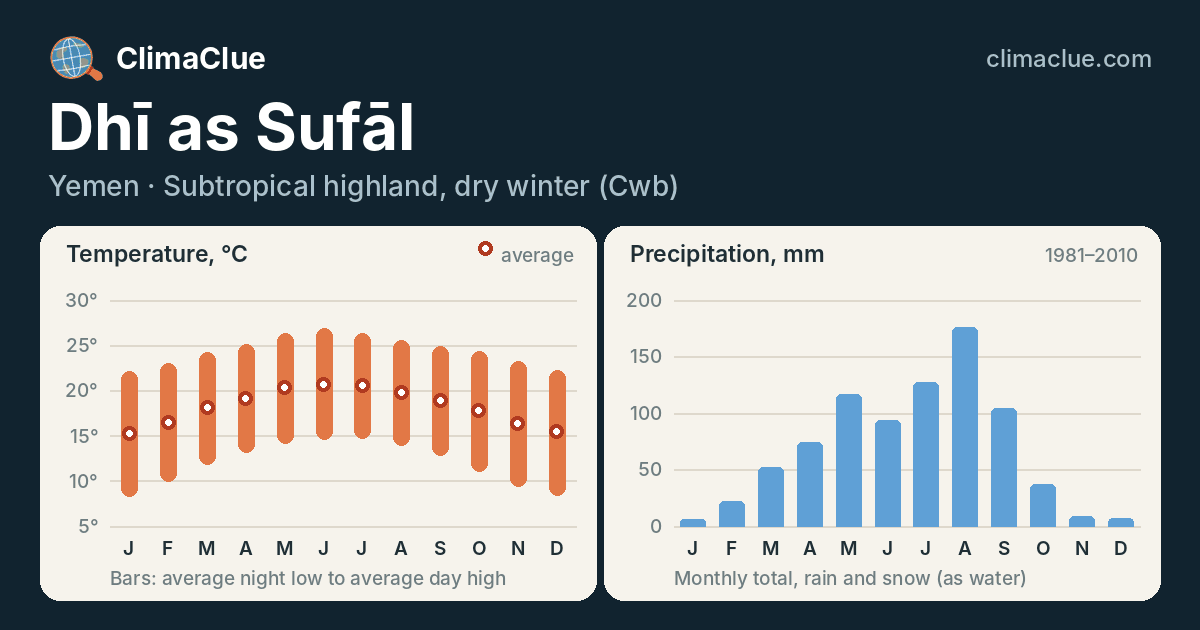 ClimaClue
climaclue.com
Dhī as Sufāl
Yemen · Subtropical highland, dry winter (Cwb)
Temperature, °C
average
30°
25°
20°
15°
10°
5°
J F M A M J J A S O N D
Bars: average night low to average day high
Precipitation, mm
1981–2010
200
150
100
50
0
J F M A M J J A S O N D
Monthly total, rain and snow (as water)